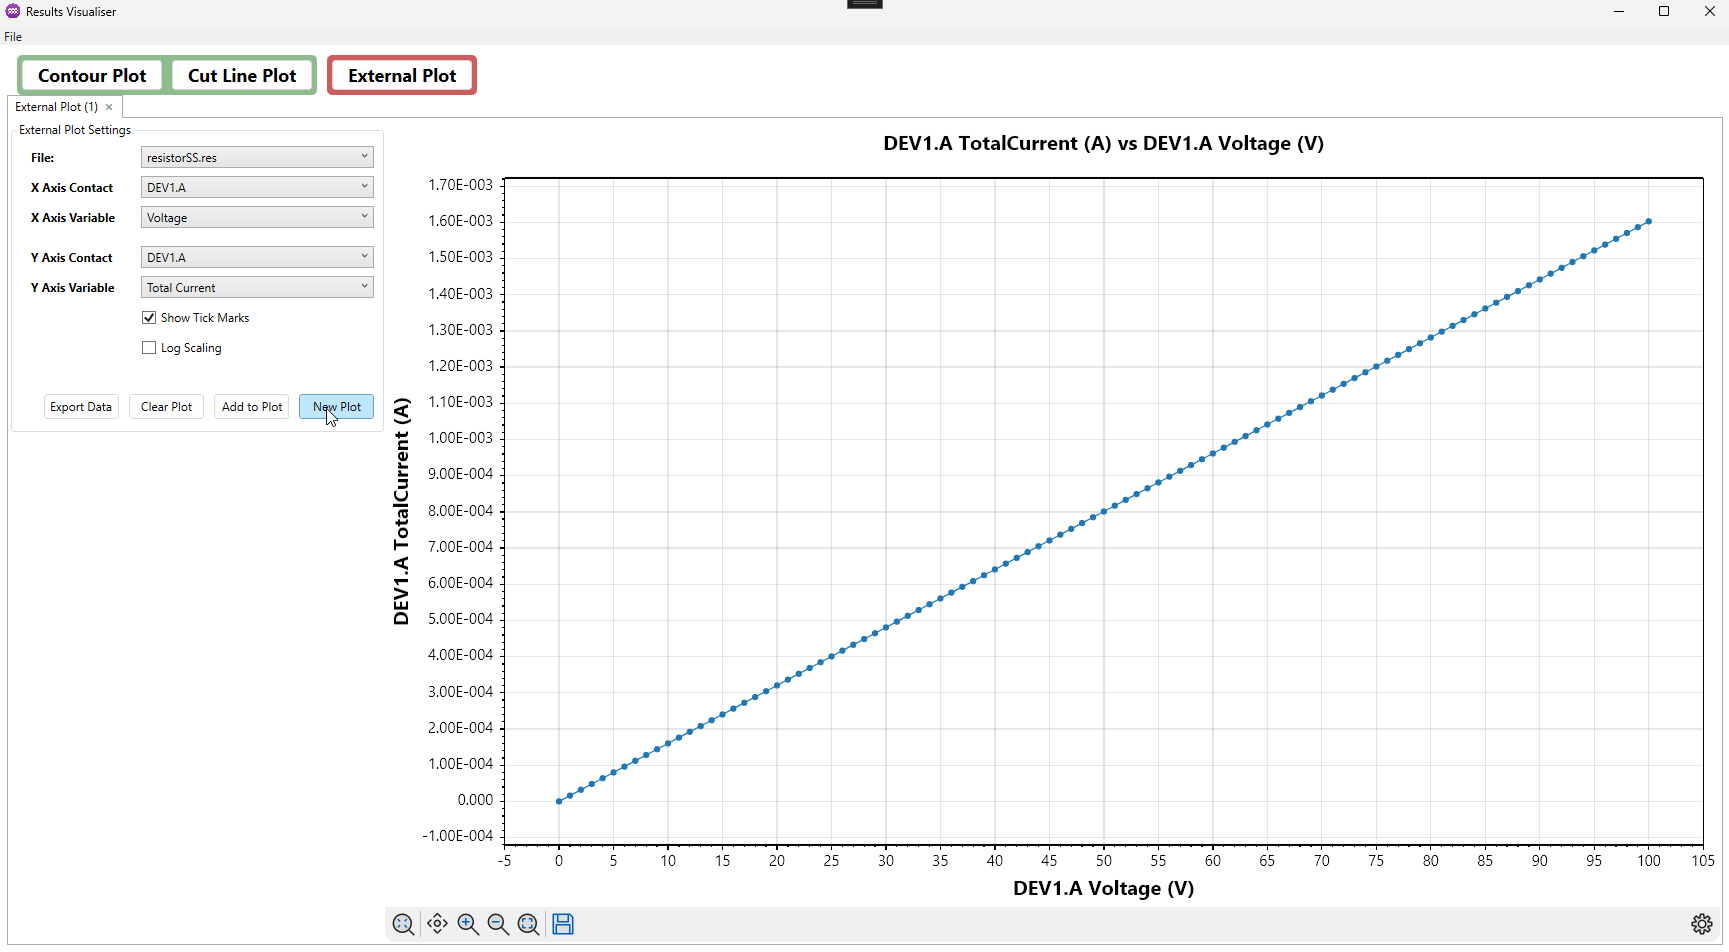 Results Visualiser
File
Contour Plot
Cut Line Plot
External Plot
External Plot (1)
External Plot Settings
File:
resistorSS.res
X Axis Contact
DEV1.A
X Axis Variable
Voltage
Y Axis Contact
DEV1.A
Y Axis Variable
Total Current
Show Tick Marks
Log Scaling
Export Data
Clear Plot
Add to Plot
New Plot
DEV1.A TotalCurrent (A) vs DEV1.A Voltage (V)
DEV1.A TotalCurrent (A)
1.70E-003
1.60E-003
1.50E-003
1.40E-003
1.30E-003
1.20E-003
1.10E-003
1.00E-003
9.00E-004
8.00E-004
7.00E-004
6.00E-004
5.00E-004
4.00E-004
3.00E-004
2.00E-004
1.00E-004
0.000
-1.00E-004
-5 0 5 10 15 20 25 30 35 40 45 50 55 60 65 70 75 80 85 90 95 100 105
DEV1.A Voltage (V)